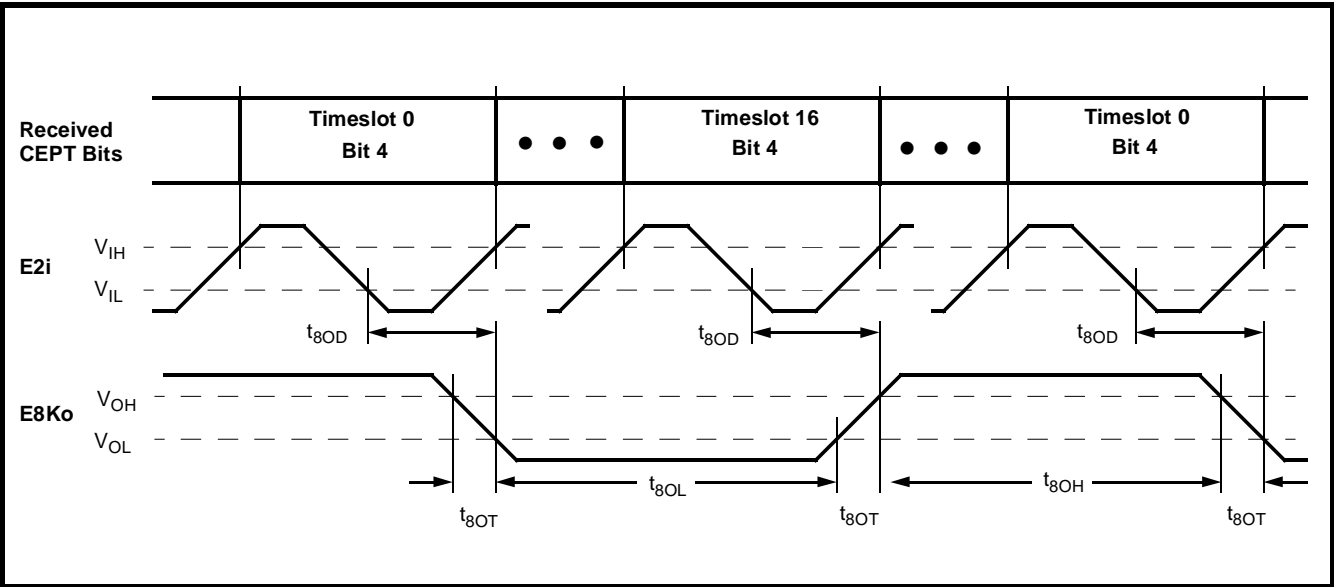 Received
CEPT Bits
Timeslot 0
Bit 4
• • •
Timeslot 16
Bit 4
• • •
Timeslot 0
Bit 4
E2i
VIH
VIL
t8OD
t8OD
t8OD
E8Ko
VOH
VOL
t8OL
t8OH
t8OT
t8OT
t8OT